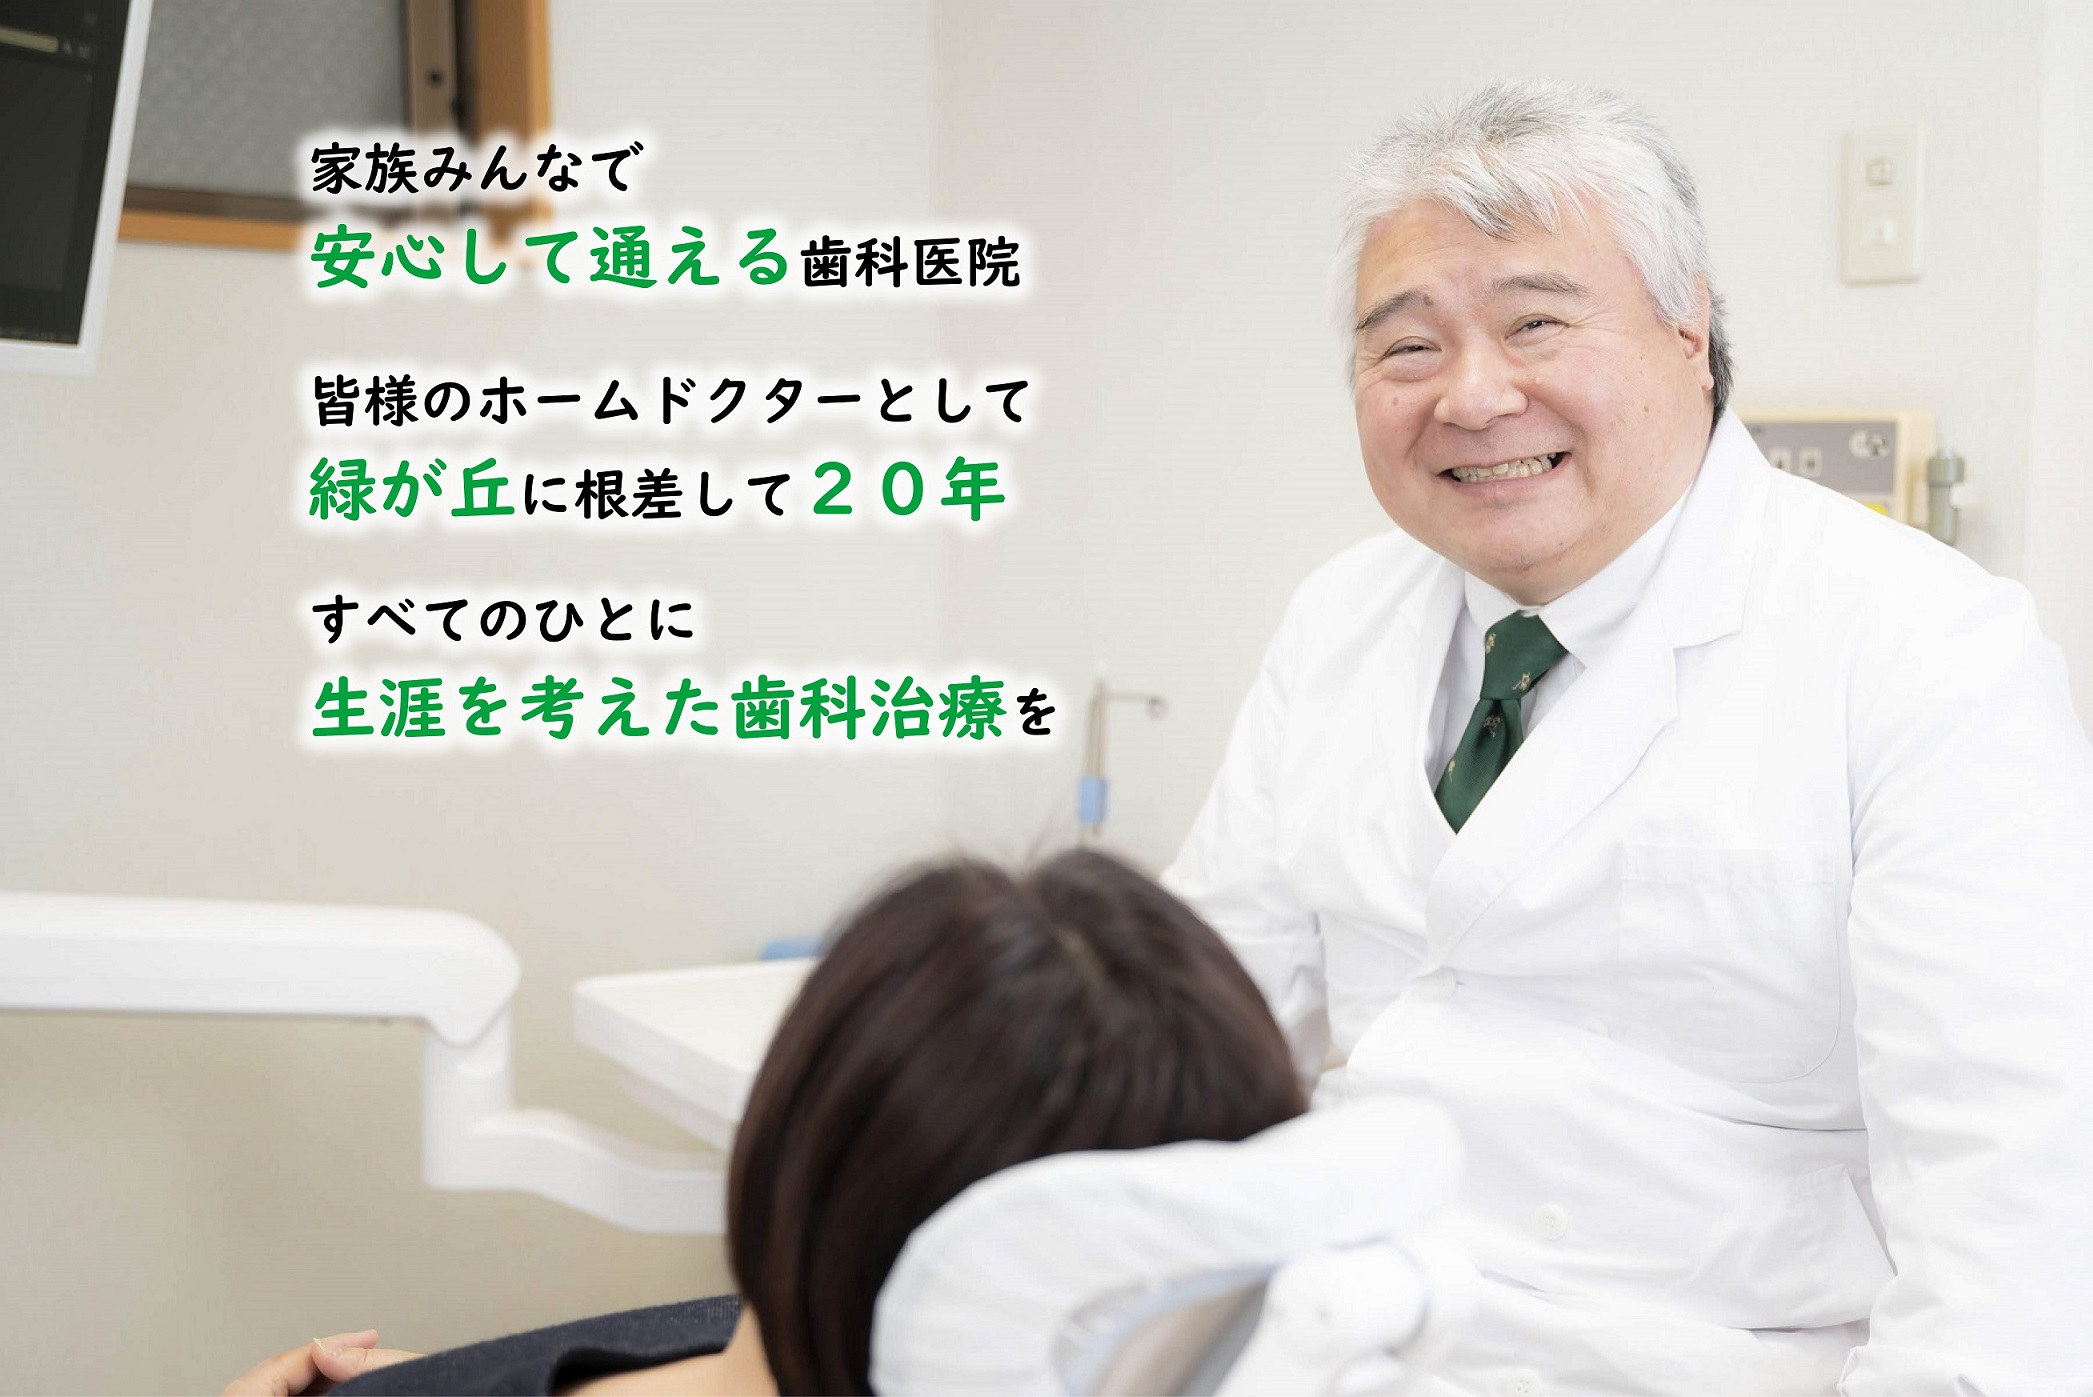 家族みんなで
安心して通える歯科医院
皆様のホームドクターとして
緑が丘に根差して２０年
すべてのひとに
生涯を考えた歯科治療を